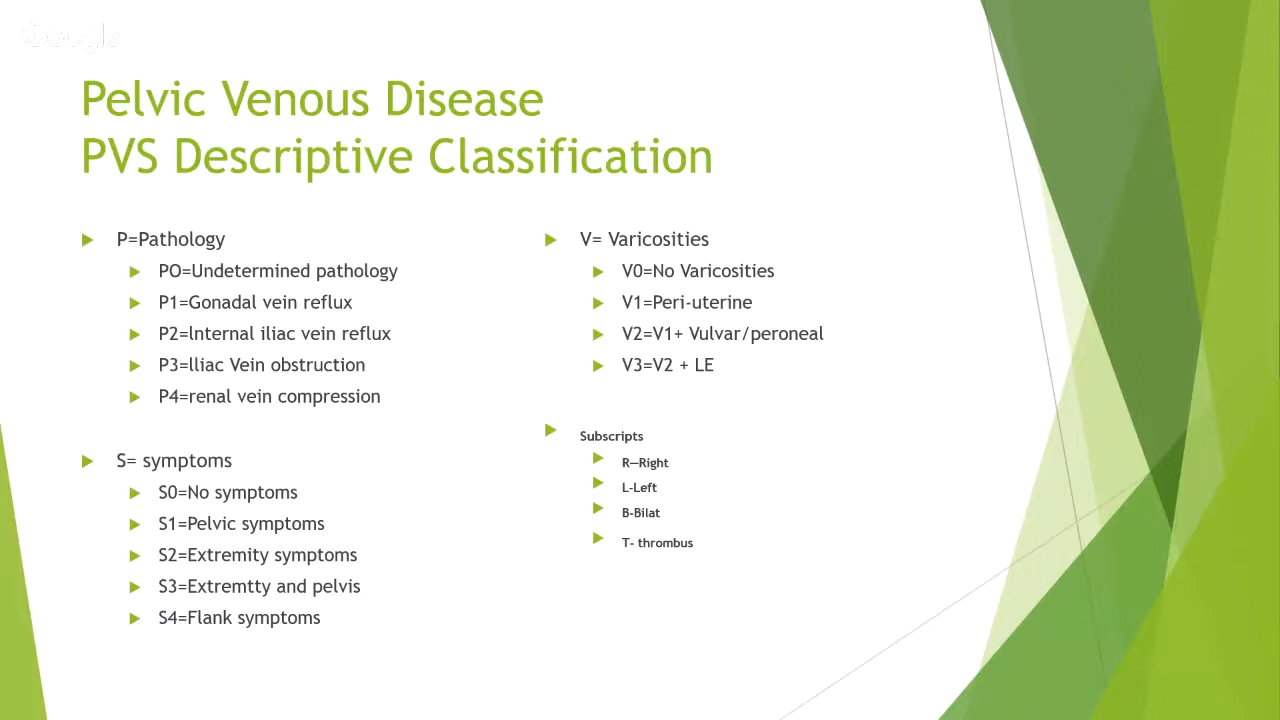 Google
Pelvic Venous Disease
PVS Descriptive Classification
P=Pathology
PO=Undetermined pathology
P1=Gonadal vein reflux
P2=lnternal iliac vein reflux
P3=lliac Vein obstruction
P4=renal vein compression
S= symptoms
S0=No symptoms
S1=Pelvic symptoms
S2=Extremity symptoms
S3=Extremtty and pelvis
S4=Flank symptoms
V= Varicosities
V0=No Varicosities
V1=Peri-uterine
V2=V1+ Vulvar/peroneal
V3=V2 + LE
Subscripts
R—Right
L-Left
B-Bilat
T- thrombus